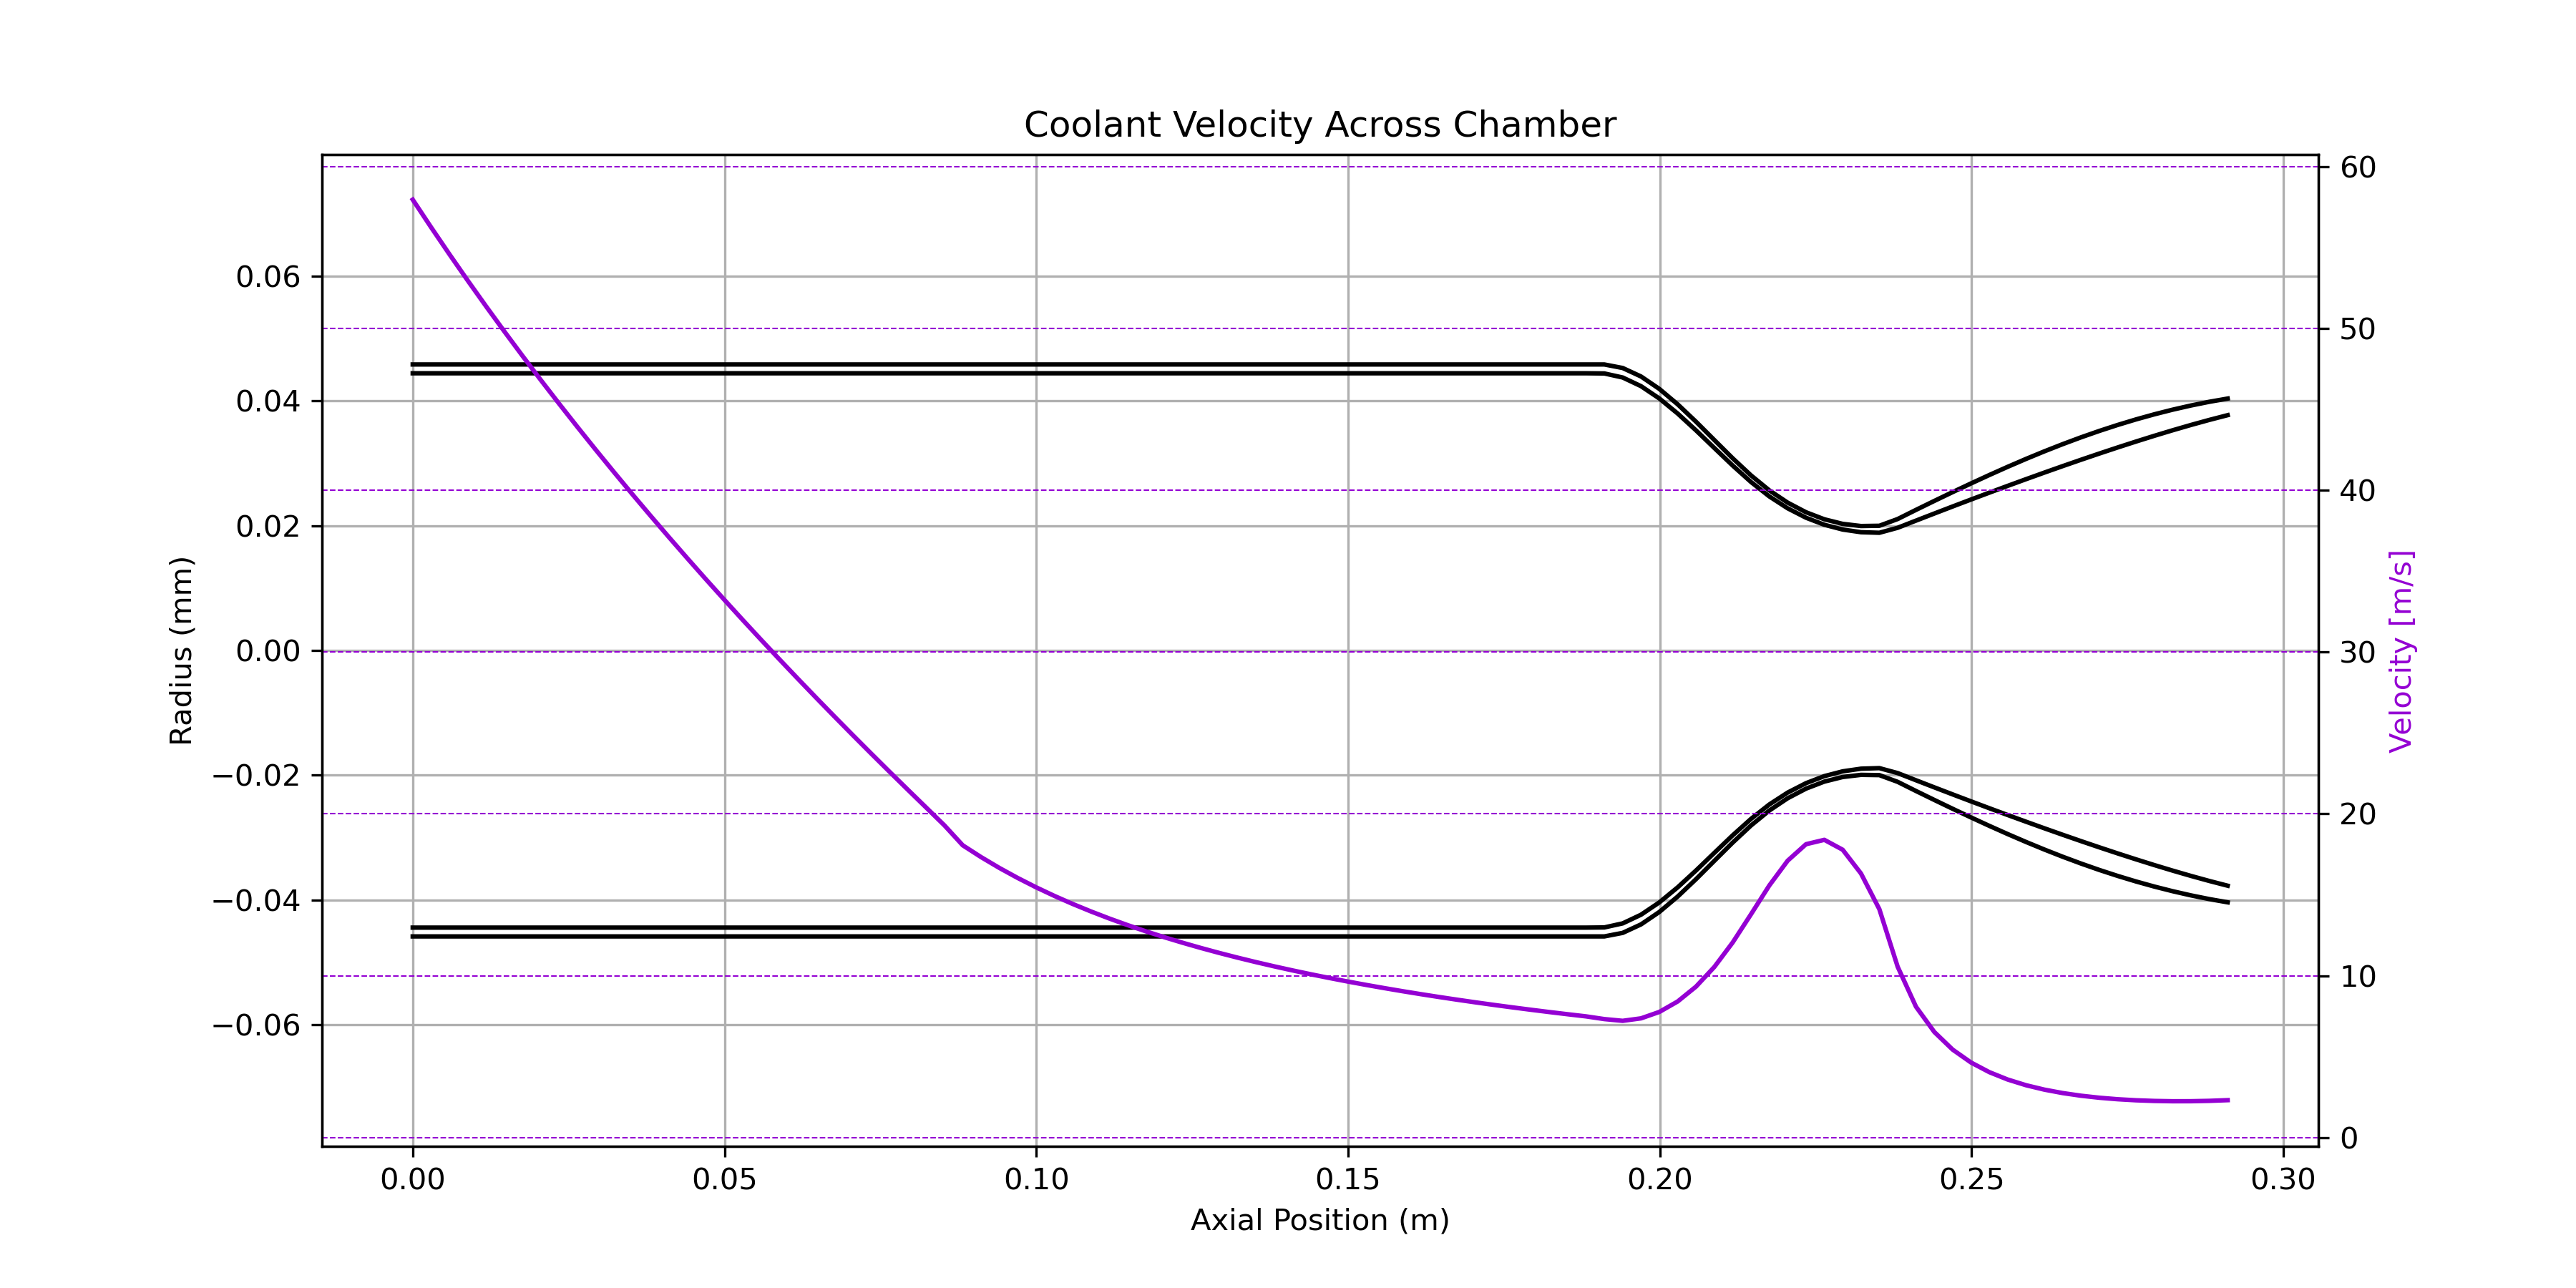 Coolant Velocity Across Chamber
Radius (mm)
0.06
0.04
0.02
0.00
−0.02
−0.04
−0.06
60
50
40
30
20
10
0
Velocity [m/s]
0.00 0.05 0.10 0.15 0.20 0.25 0.30
Axial Position (m)